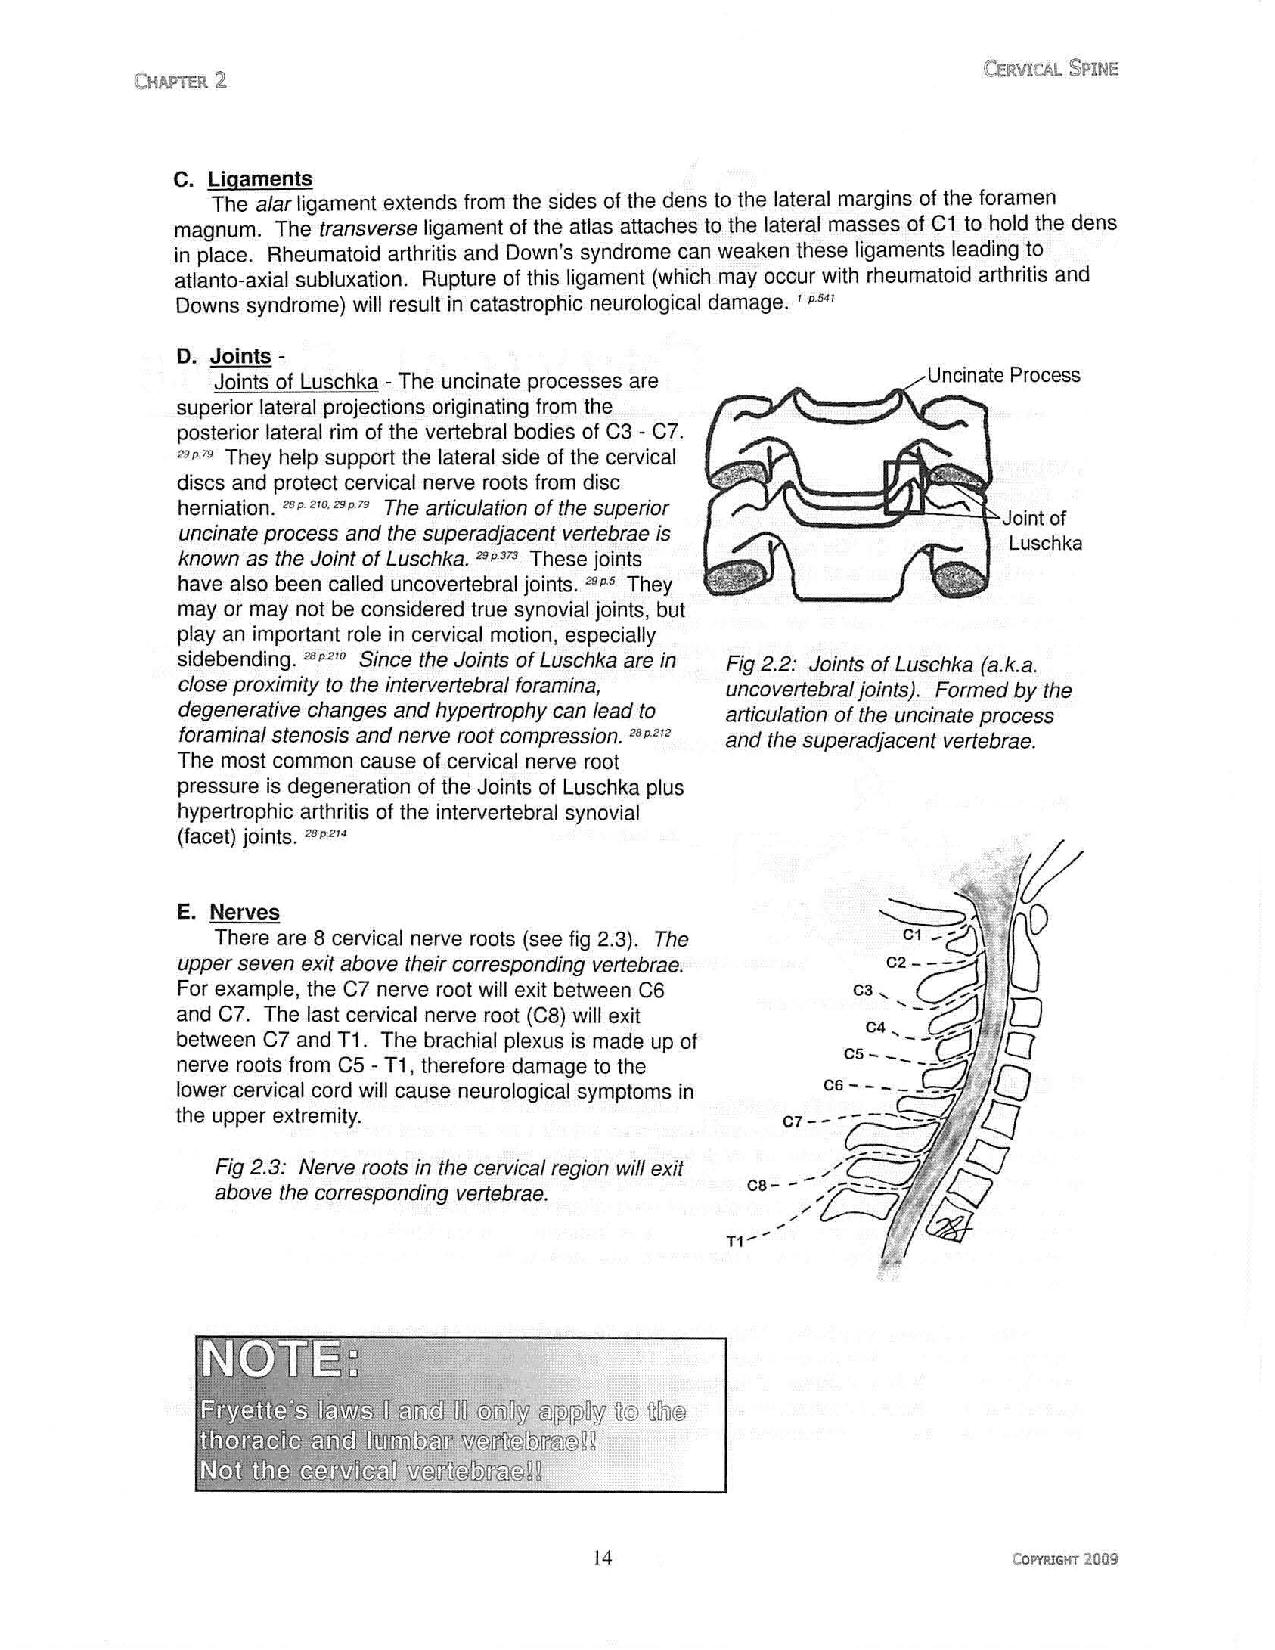 CHAPTER 2
CERVICAL SPINE
C. Ligaments
The alar ligament extends from the sides of the dens to the lateral margins of the foramen
magnum. The transverse ligament of the atlas attaches to the lateral masses of C1 to hold the dens
in place. Rheumatoid arthritis and Down's syndrome can weaken these ligaments leading to
atlanto-axial subluxation. Rupture of this ligament (which may occur with rheumatoid arthritis and
Downs syndrome) will result in catastrophic neurological damage. 1 p.541
D. Joints -
Joints of Luschka - The uncinate processes are
superior lateral projections originating from the
posterior lateral rim of the vertebral bodies of C3 - C7.
29 p.79 They help support the lateral side of the cervical
discs and protect cervical nerve roots from disc
herniation. 28 p. 210, 29 p 79 The articulation of the superior
uncinate process and the superadjacent vertebrae is
known as the Joint of Luschka. 29 p 373 These joints
have also been called uncovertebral joints. 29 p.5 They
may or may not be considered true synovial joints, but
play an important role in cervical motion, especially
sidebending. 28 p 210 Since the Joints of Luschka are in
close proximity to the intervertebral foramina,
degenerative changes and hypertrophy can lead to
foraminal stenosis and nerve root compression. 28 p.212
The most common cause of cervical nerve root
pressure is degeneration of the Joints of Luschka plus
hypertrophic arthritis of the intervertebral synovial
(facet) joints. 28 p.214
Uncinate Process
Joint of
Luschka
Fig 2.2: Joints of Luschka (a.k.a.
uncovertebral joints). Formed by the
articulation of the uncinate process
and the superadjacent vertebrae.
E. Nerves
There are 8 cervical nerve roots (see fig 2.3). The
upper seven exit above their corresponding vertebrae.
For example, the C7 nerve root will exit between C6
and C7. The last cervical nerve root (C8) will exit
between C7 and T1. The brachial plexus is made up of
nerve roots from C5 - T1, therefore damage to the
lower cervical cord will cause neurological symptoms in
the upper extremity.
Fig 2.3: Nerve roots in the cervical region will exit
above the corresponding vertebrae.
C1
C2
C3
C4
C5
C6
C7
C8
T1
NOTE:
Fryette's laws I and II only apply to the
thoracic and lumbar vertebrae!!
Not the cervical vertebrae!!
14
COPYRIGHT 2009